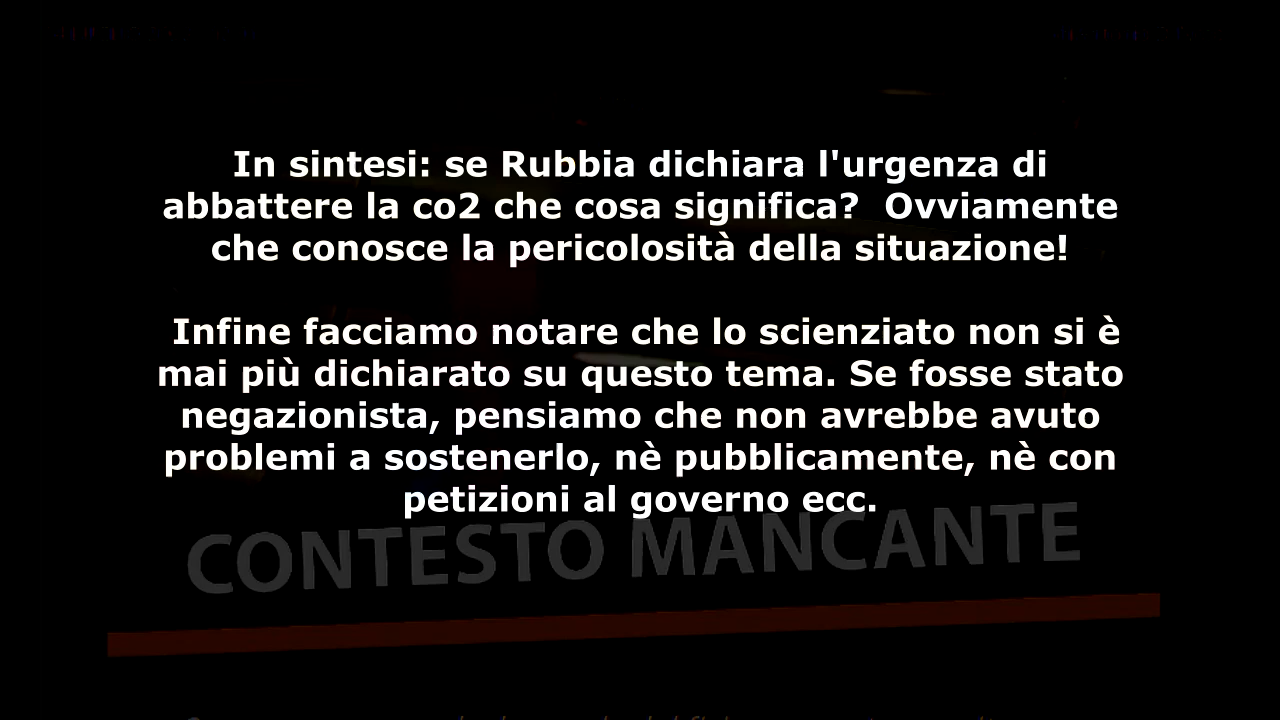 In sintesi: se Rubbia dichiara l'urgenza di
abbattere la co2 che cosa significa?  Ovviamente
che conosce la pericolosità della situazione!
Infine facciamo notare che lo scienziato non si è
mai più dichiarato su questo tema. Se fosse stato
negazionista, pensiamo che non avrebbe avuto
problemi a sostenerlo, nè pubblicamente, nè con
petizioni al governo ecc.
CONTESTO MANCANTE